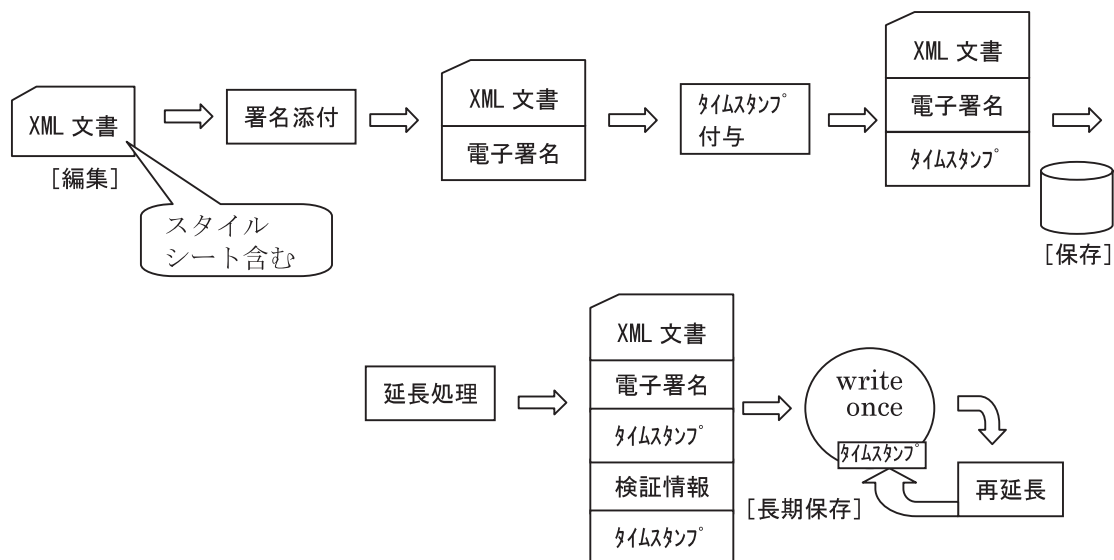 XML 文書
[編集]
スタイル
シート含む
署名添付
XML 文書
電子署名
ﾀｲﾑｽﾀﾝﾌﾟ
付与
XML 文書
電子署名
ﾀｲﾑｽﾀﾝﾌﾟ
[保存]
延長処理
XML 文書
電子署名
ﾀｲﾑｽﾀﾝﾌﾟ
検証情報
ﾀｲﾑｽﾀﾝﾌﾟ
[長期保存]
write
once
ﾀｲﾑｽﾀﾝﾌﾟ
再延長